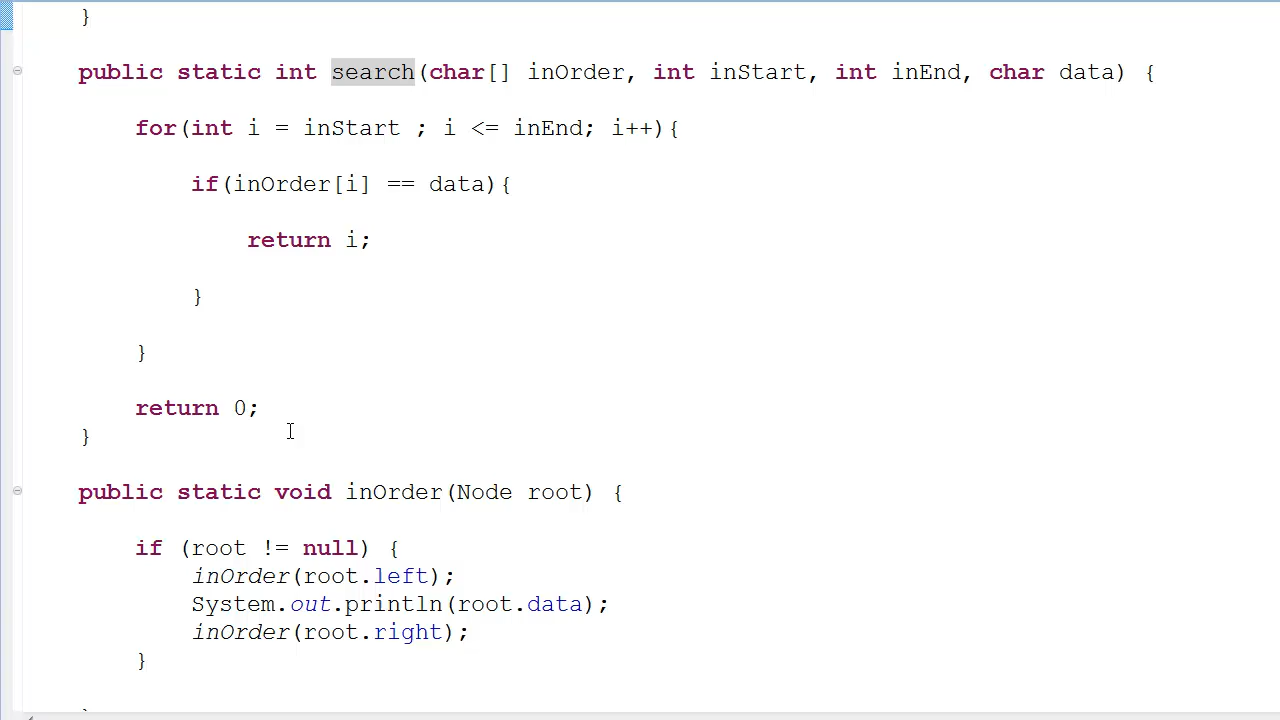 }
public static int search(char[] inOrder, int inStart, int inEnd, char data) {
for(int i = inStart ; i <= inEnd; i++){
if(inOrder[i] == data){
return i;
}
}
return 0;
}
public static void inOrder(Node root) {
if (root != null) {
inOrder(root.left);
System.out.println(root.data);
inOrder(root.right);
}
}